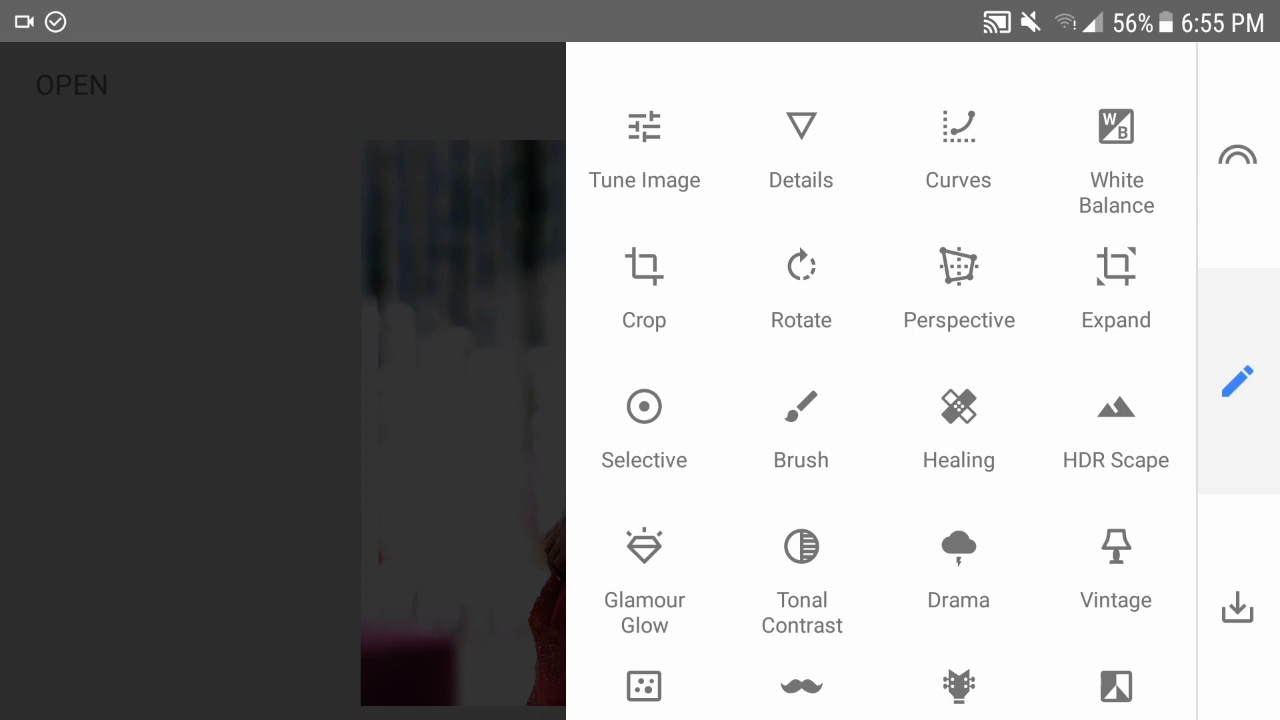 56% 6:55 PM
OPEN
Tune Image
Details
Curves
White
Balance
Crop
Rotate
Perspective
Expand
Selective
Brush
Healing
HDR Scape
Glamour
Glow
Tonal
Contrast
Drama
Vintage